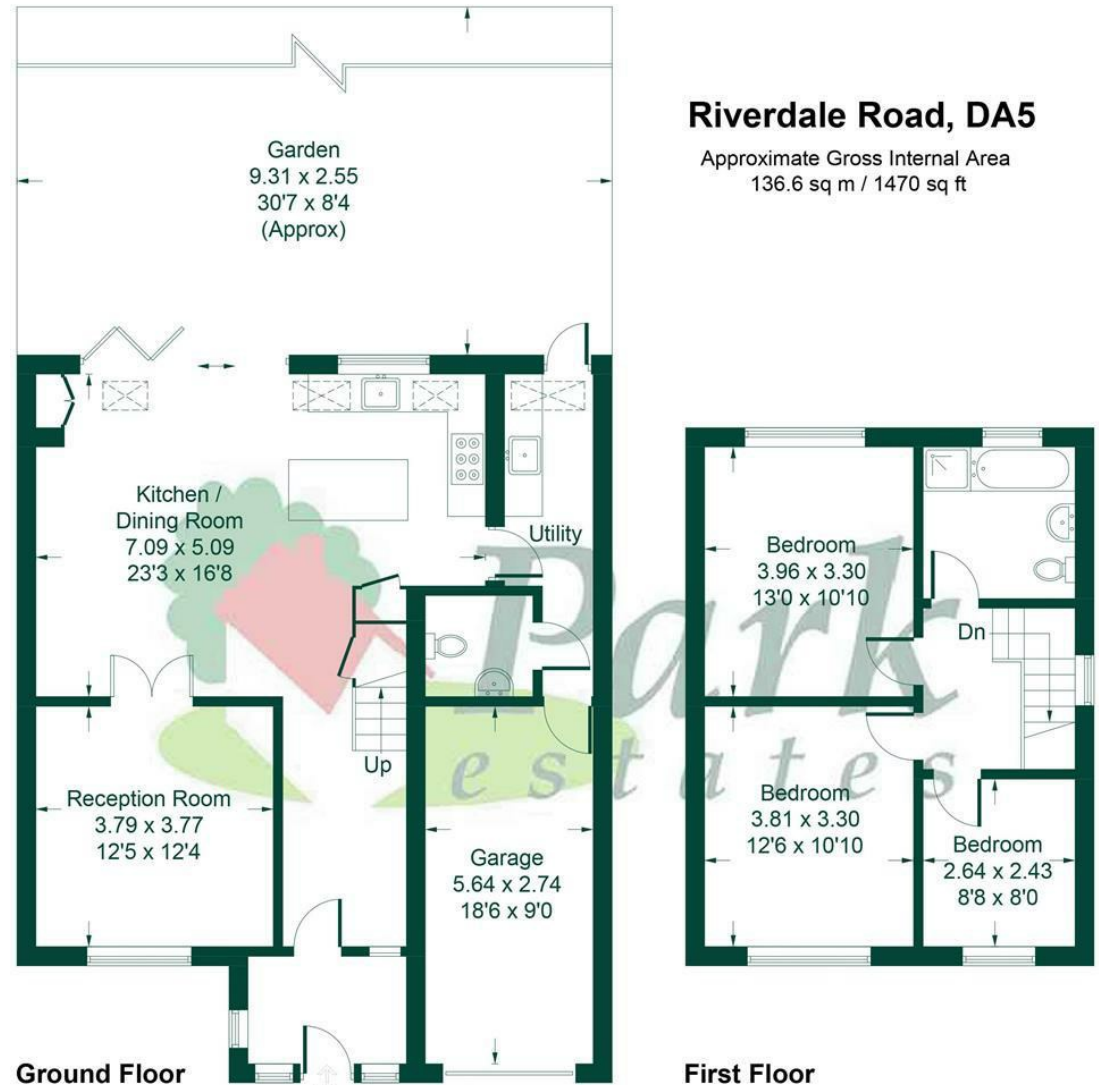 Riverdale Road, DA5
Approximate Gross Internal Area
136.6 sq m / 1470 sq ft
Garden
9.31 x 2.55
30'7 x 8'4
(Approx)
Kitchen /
Dining Room
7.09 x 5.09
23'3 x 16'8
Utility
Up
Reception Room
3.79 x 3.77
12'5 x 12'4
Garage
5.64 x 2.74
18'6 x 9'0
Ground Floor
Bedroom
3.96 x 3.30
13'0 x 10'10
Dn
Bedroom
3.81 x 3.30
12'6 x 10'10
Bedroom
2.64 x 2.43
8'8 x 8'0
First Floor
Park
estates